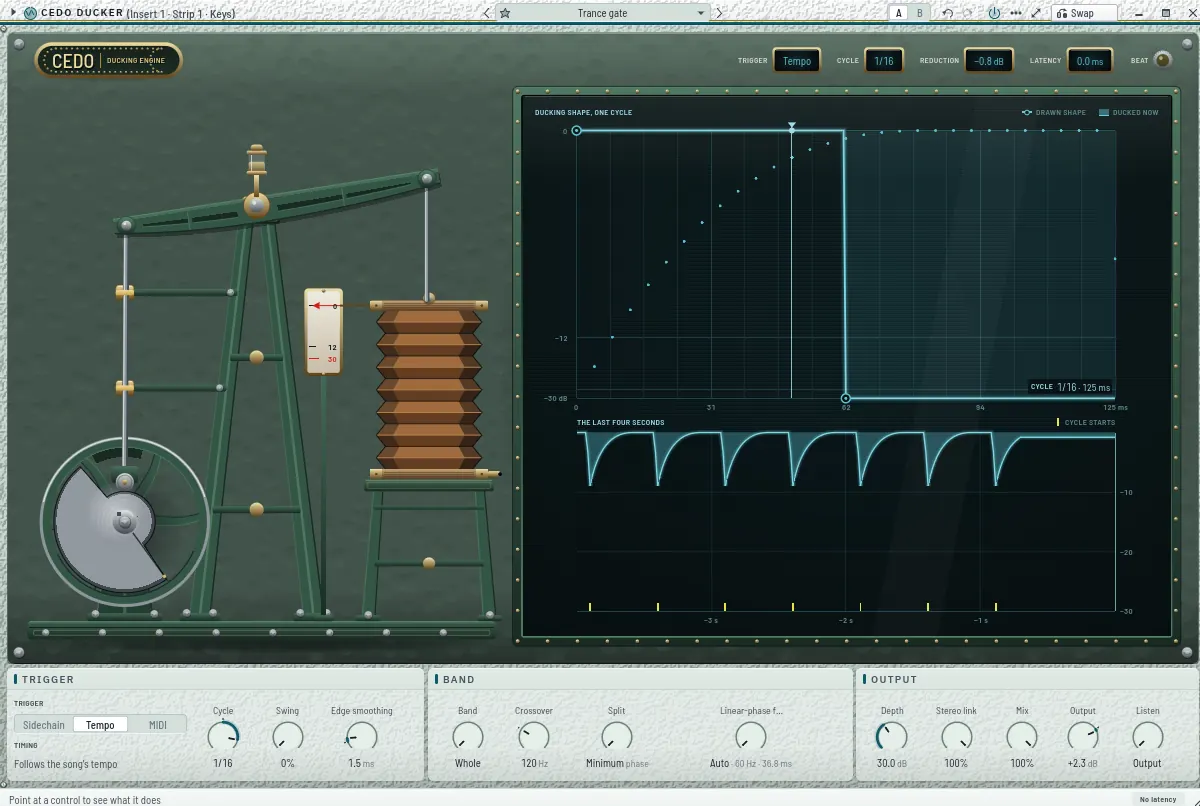 CEDO DUCKER (Insert 1 · Strip 1 · Keys)
Trance gate
A B
Swap
CEDO DUCKING ENGINE
TRIGGER Tempo CYCLE 1/16 REDUCTION −0.8 dB LATENCY 0.0 ms BEAT
DUCKING SHAPE, ONE CYCLE
DRAWN SHAPE DUCKED NOW
0
−12
−30 dB
CYCLE 1/16 · 125 ms
0 31 62 94 125 ms
0
12
30
THE LAST FOUR SECONDS
CYCLE STARTS
−10
−20
−30
−3 s −2 s −1 s
TRIGGER
TRIGGER
Sidechain Tempo MIDI
TIMING
Follows the song's tempo
Cycle Swing Edge smoothing
1/16 0% 1.5 ms
BAND
Band Crossover Split Linear-phase f...
Whole 120 Hz Minimum phase Auto · 60 Hz · 36.8 ms
OUTPUT
Depth Stereo link Mix Output Listen
30.0 dB 100% 100% +2.3 dB Output
Point at a control to see what it does
No latency